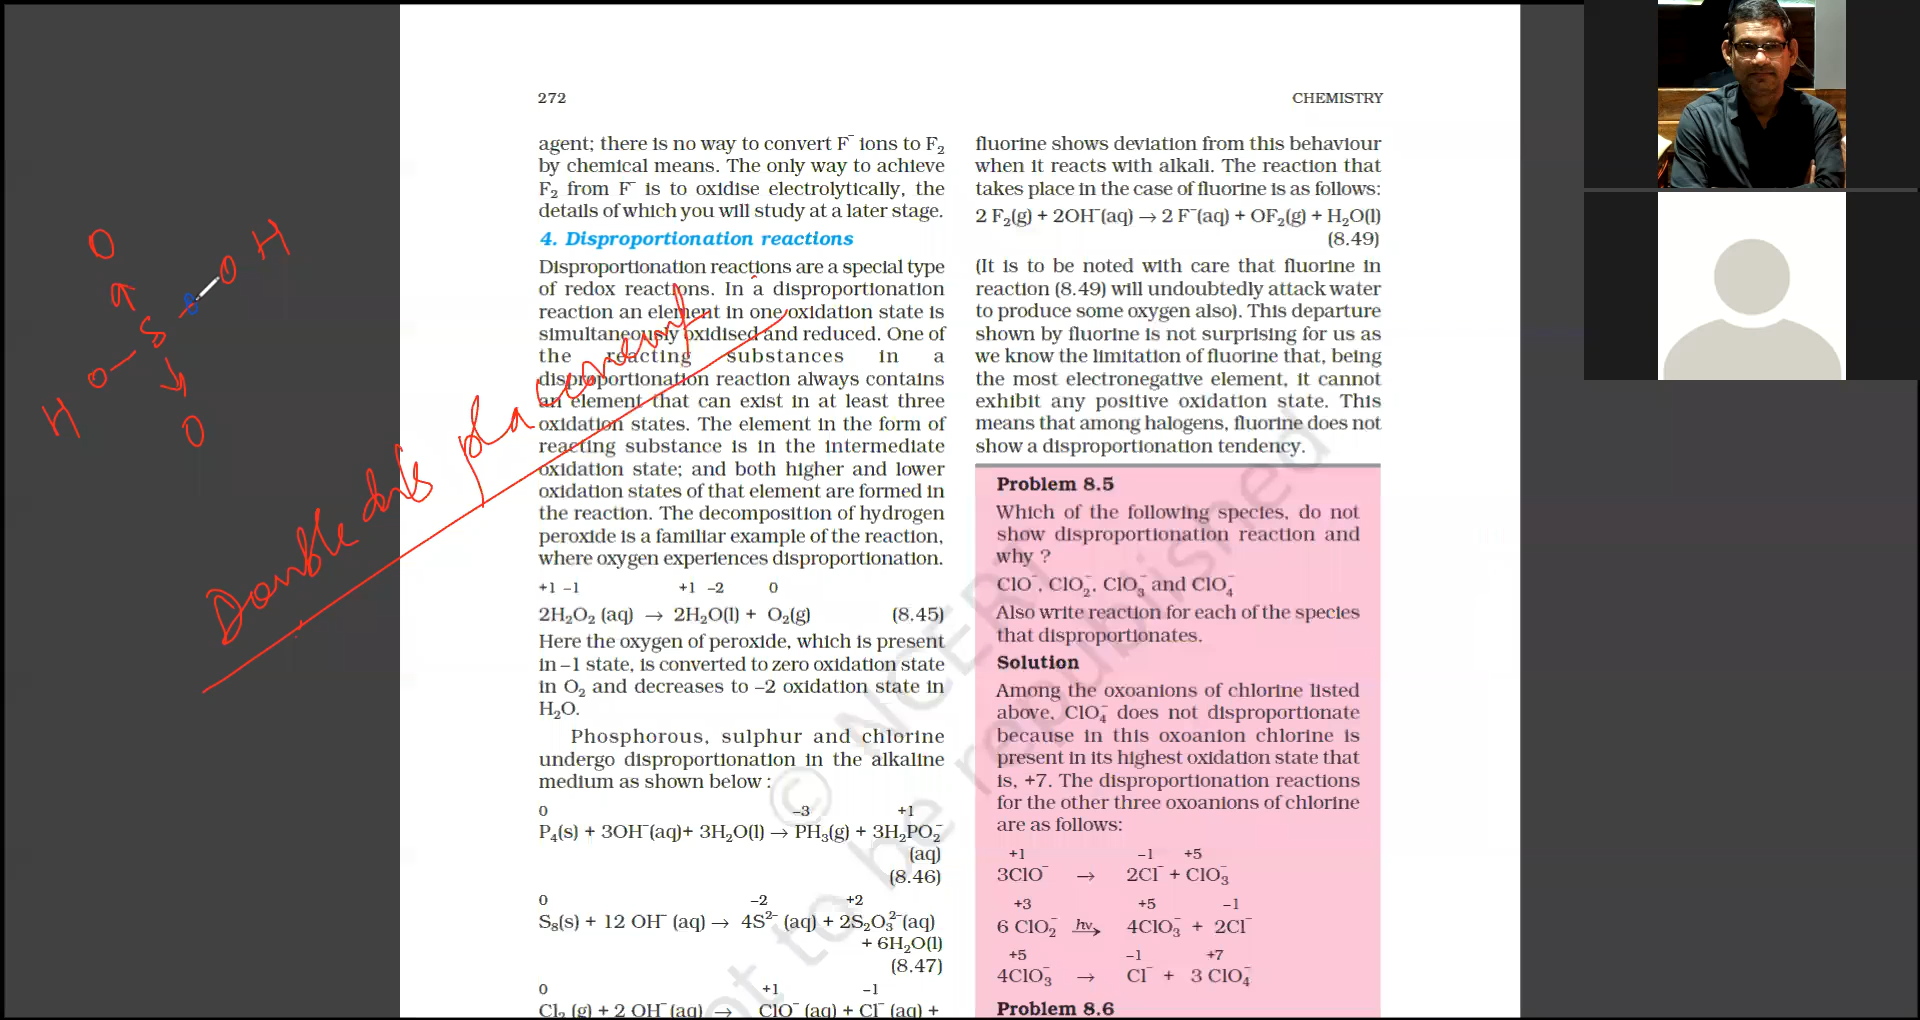 272
CHEMISTRY
agent; there is no way to convert F⁻ ions to F₂
by chemical means. The only way to achieve
F₂ from F⁻ is to oxidise electrolytically, the
details of which you will study at a later stage.
4. Disproportionation reactions
Disproportionation reactions are a special type
of redox reactions. In a disproportionation
reaction an element in one oxidation state is
simultaneously oxidised and reduced. One of
the reacting substances in a
disproportionation reaction always contains
an element that can exist in at least three
oxidation states. The element in the form of
reacting substance is in the intermediate
oxidation state; and both higher and lower
oxidation states of that element are formed in
the reaction. The decomposition of hydrogen
peroxide is a familiar example of the reaction,
where oxygen experiences disproportionation.
+1 –1 +1 –2 0
2H₂O₂ (aq) → 2H₂O(l) + O₂(g) (8.45)
Here the oxygen of peroxide, which is present
in –1 state, is converted to zero oxidation state
in O₂ and decreases to –2 oxidation state in
H₂O.
Phosphorous, sulphur and chlorine
undergo disproportionation in the alkaline
medium as shown below :
0 –3 +1
P₄(s) + 3OH⁻(aq)+ 3H₂O(l) → PH₃(g) + 3H₂PO₂⁻
(aq)
(8.46)
0 –2 +2
S₈(s) + 12 OH⁻ (aq) → 4S²⁻ (aq) + 2S₂O₃²⁻(aq)
+ 6H₂O(l)
(8.47)
0 +1 –1
Cl₂ (g) + 2 OH⁻ (aq) → ClO⁻ (aq) + Cl⁻ (aq) +
fluorine shows deviation from this behaviour
when it reacts with alkali. The reaction that
takes place in the case of fluorine is as follows:
2 F₂(g) + 2OH⁻(aq) → 2 F⁻(aq) + OF₂(g) + H₂O(l)
(8.49)
(It is to be noted with care that fluorine in
reaction (8.49) will undoubtedly attack water
to produce some oxygen also). This departure
shown by fluorine is not surprising for us as
we know the limitation of fluorine that, being
the most electronegative element, it cannot
exhibit any positive oxidation state. This
means that among halogens, fluorine does not
show a disproportionation tendency.
Problem 8.5
Which of the following species, do not
show disproportionation reaction and
why ?
ClO⁻, ClO₂⁻, ClO₃⁻ and ClO₄⁻
Also write reaction for each of the species
that disproportionates.
Solution
Among the oxoanions of chlorine listed
above, ClO₄⁻ does not disproportionate
because in this oxoanion chlorine is
present in its highest oxidation state that
is, +7. The disproportionation reactions
for the other three oxoanions of chlorine
are as follows:
+1 –1 +5
3ClO⁻ → 2Cl⁻ + ClO₃⁻
+3 +5 –1
6 ClO₂⁻ hν→ 4ClO₃⁻ + 2Cl⁻
+5 –1 +7
4ClO₃⁻ → Cl⁻ + 3 ClO₄⁻
Problem 8.6
© NCERT
not to be republished
O
O H
S
H O
O
Double displacement